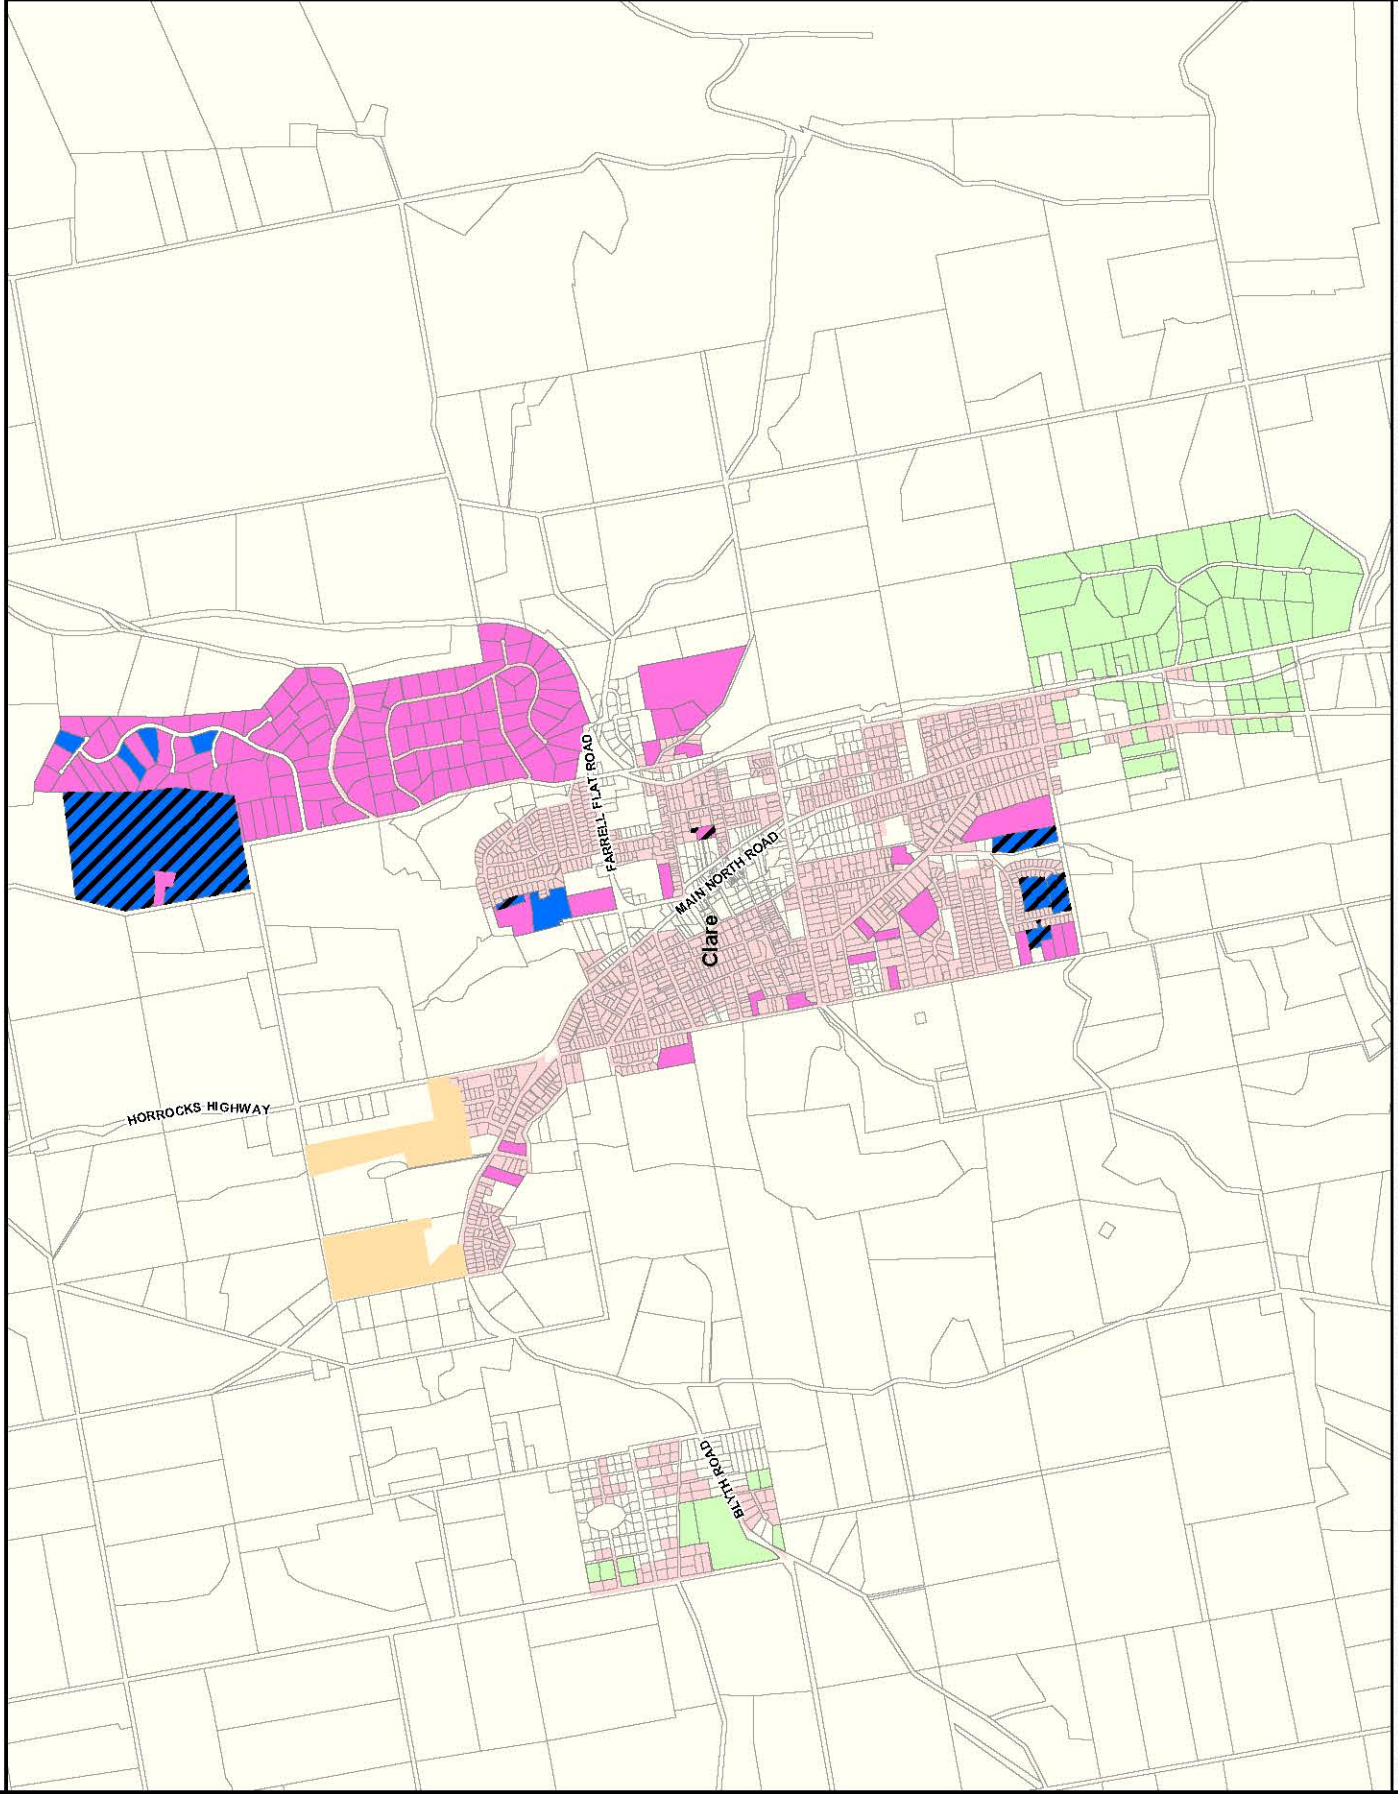 FARRELL FLAT ROAD
MAIN NORTH ROAD
Clare
HORROCKS HIGHWAY
BLYTH ROAD